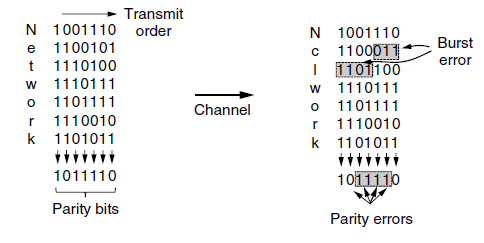 Transmit
order
N 1001110
e 1100101
t 1110100
w 1110111
o 1101111
r 1110010
k 1101011
1011110
Parity bits
Channel
N 1001110
c 1100011
l 1101100
w 1110111
o 1101111
r 1110010
k 1101011
1011110
Burst
error
Parity errors